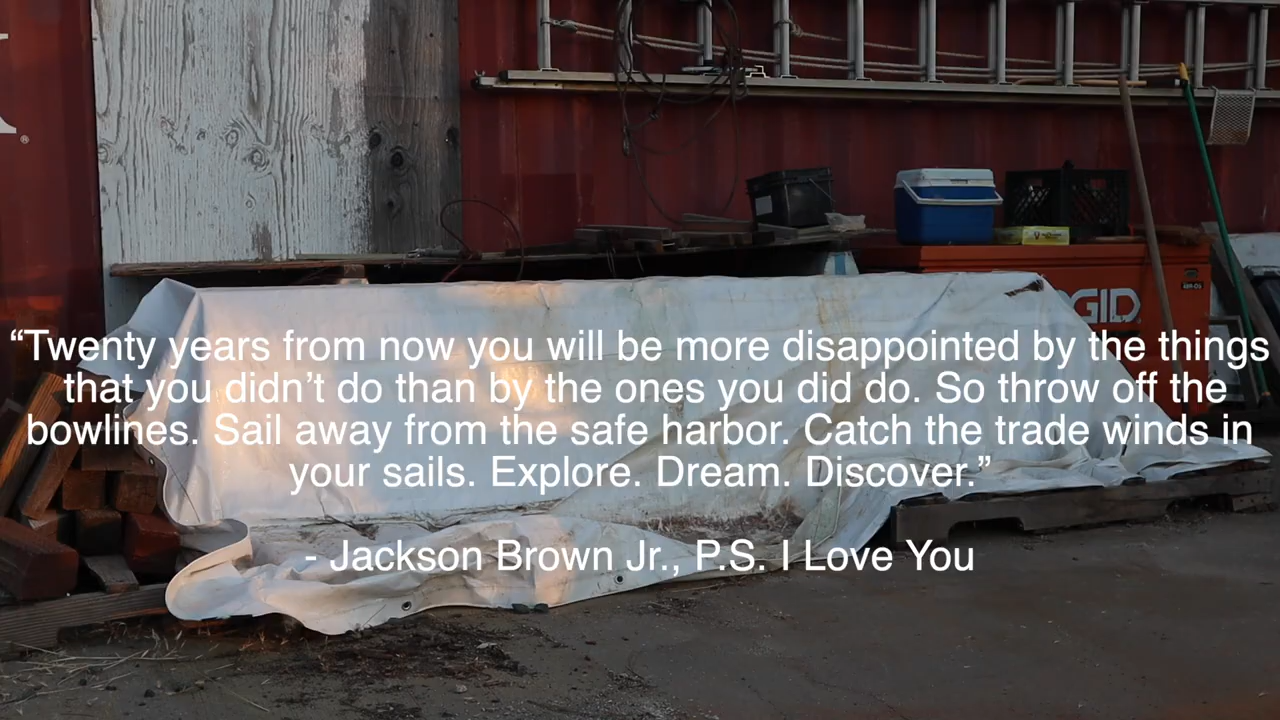 “Twenty years from now you will be more disappointed by the things
that you didn’t do than by the ones you did do. So throw off the
bowlines. Sail away from the safe harbor. Catch the trade winds in
your sails. Explore. Dream. Discover.”
- Jackson Brown Jr., P.S. I Love You
GID
®